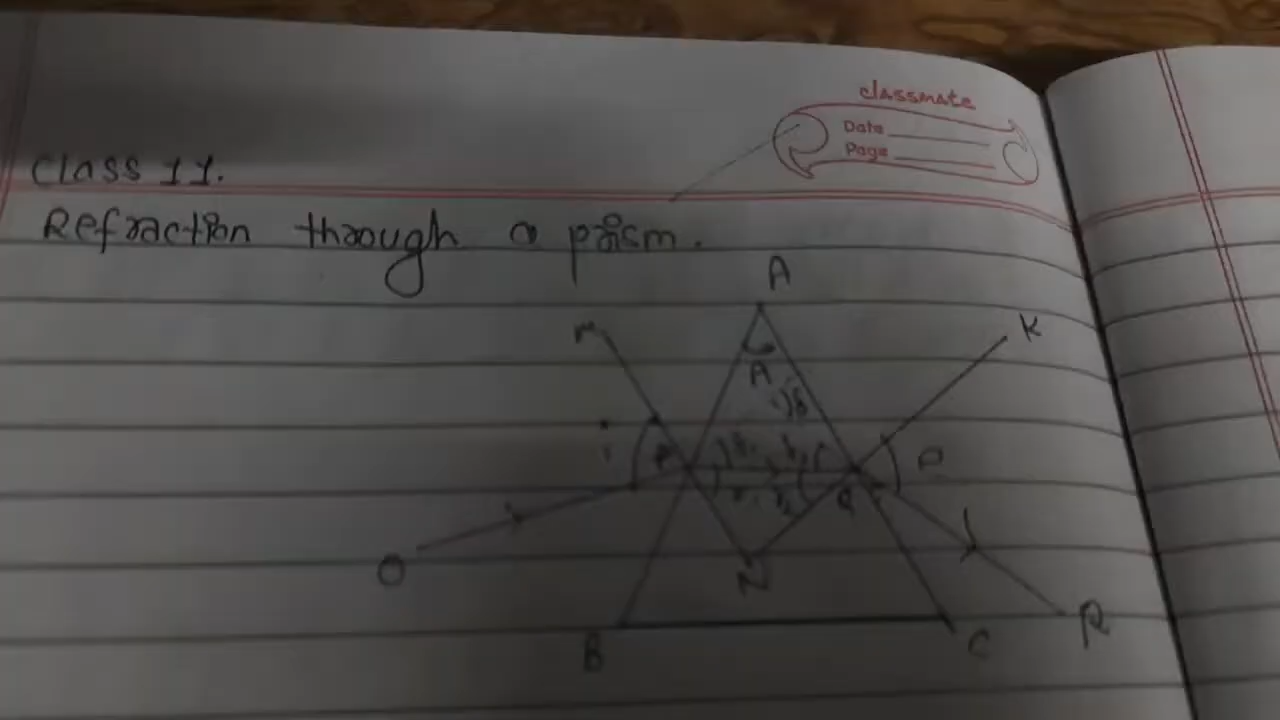 classmate
Date
Page
Class 11.
Refraction through a prism.
A
M
K
A
i
P
e
Q
O
N
B
C
R